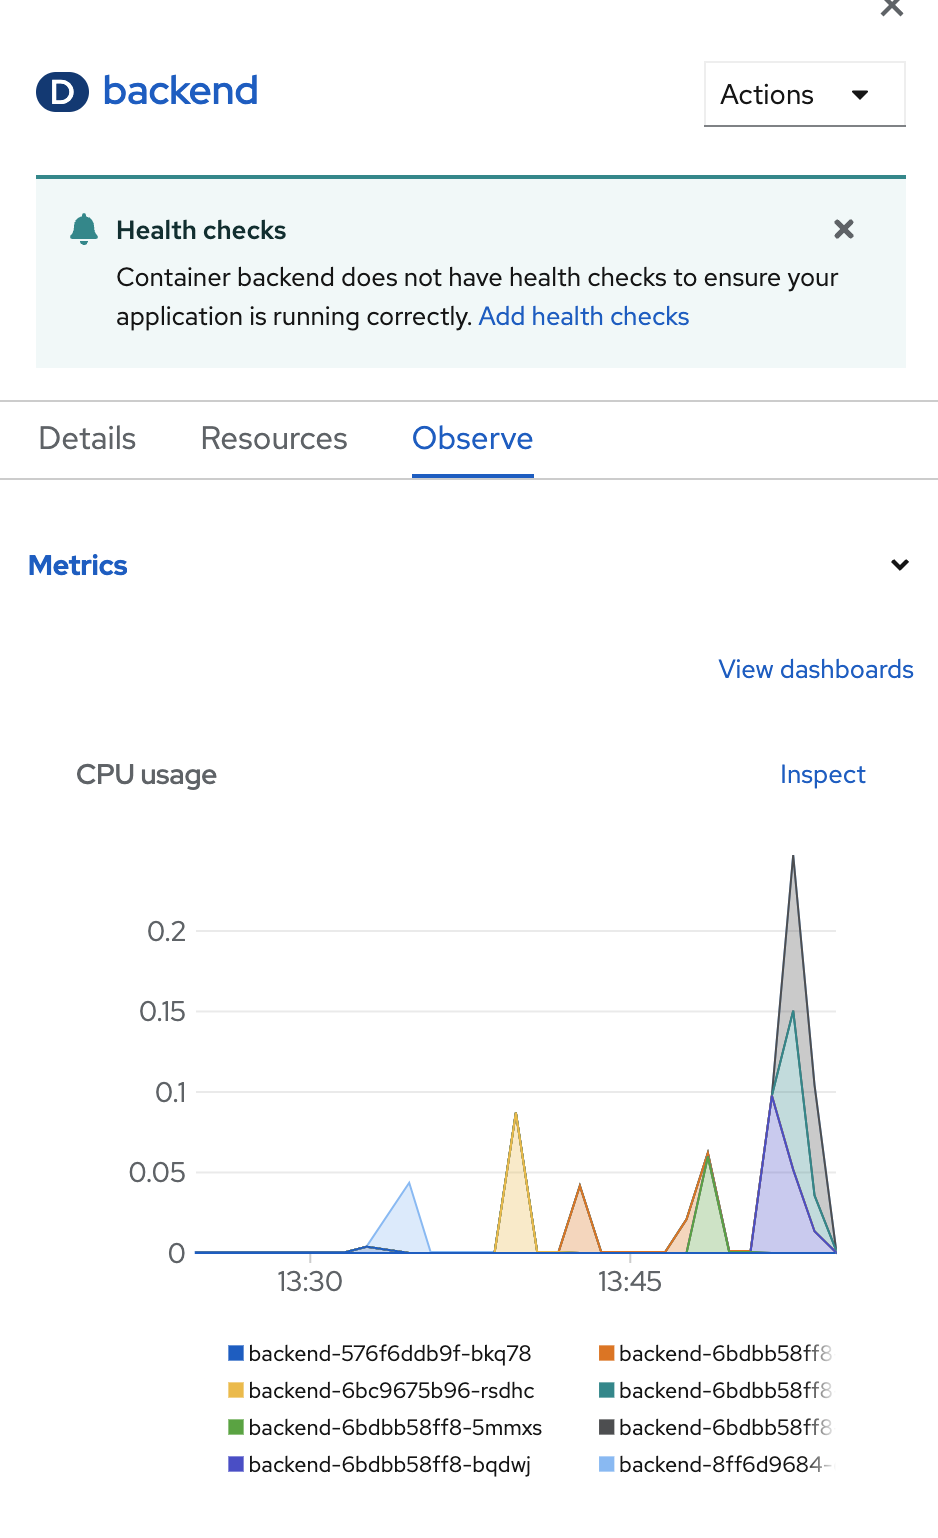 D backend
Actions
Health checks
Container backend does not have health checks to ensure your
application is running correctly. Add health checks
Details Resources Observe
Metrics
View dashboards
CPU usage Inspect
0.2
0.15
0.1
0.05
0
13:30 13:45
backend-576f6ddb9f-bkq78 backend-6bdbb58ff8
backend-6bc9675b96-rsdhc backend-6bdbb58ff8
backend-6bdbb58ff8-5mmxs backend-6bdbb58ff8
backend-6bdbb58ff8-bqdwj backend-8ff6d9684-